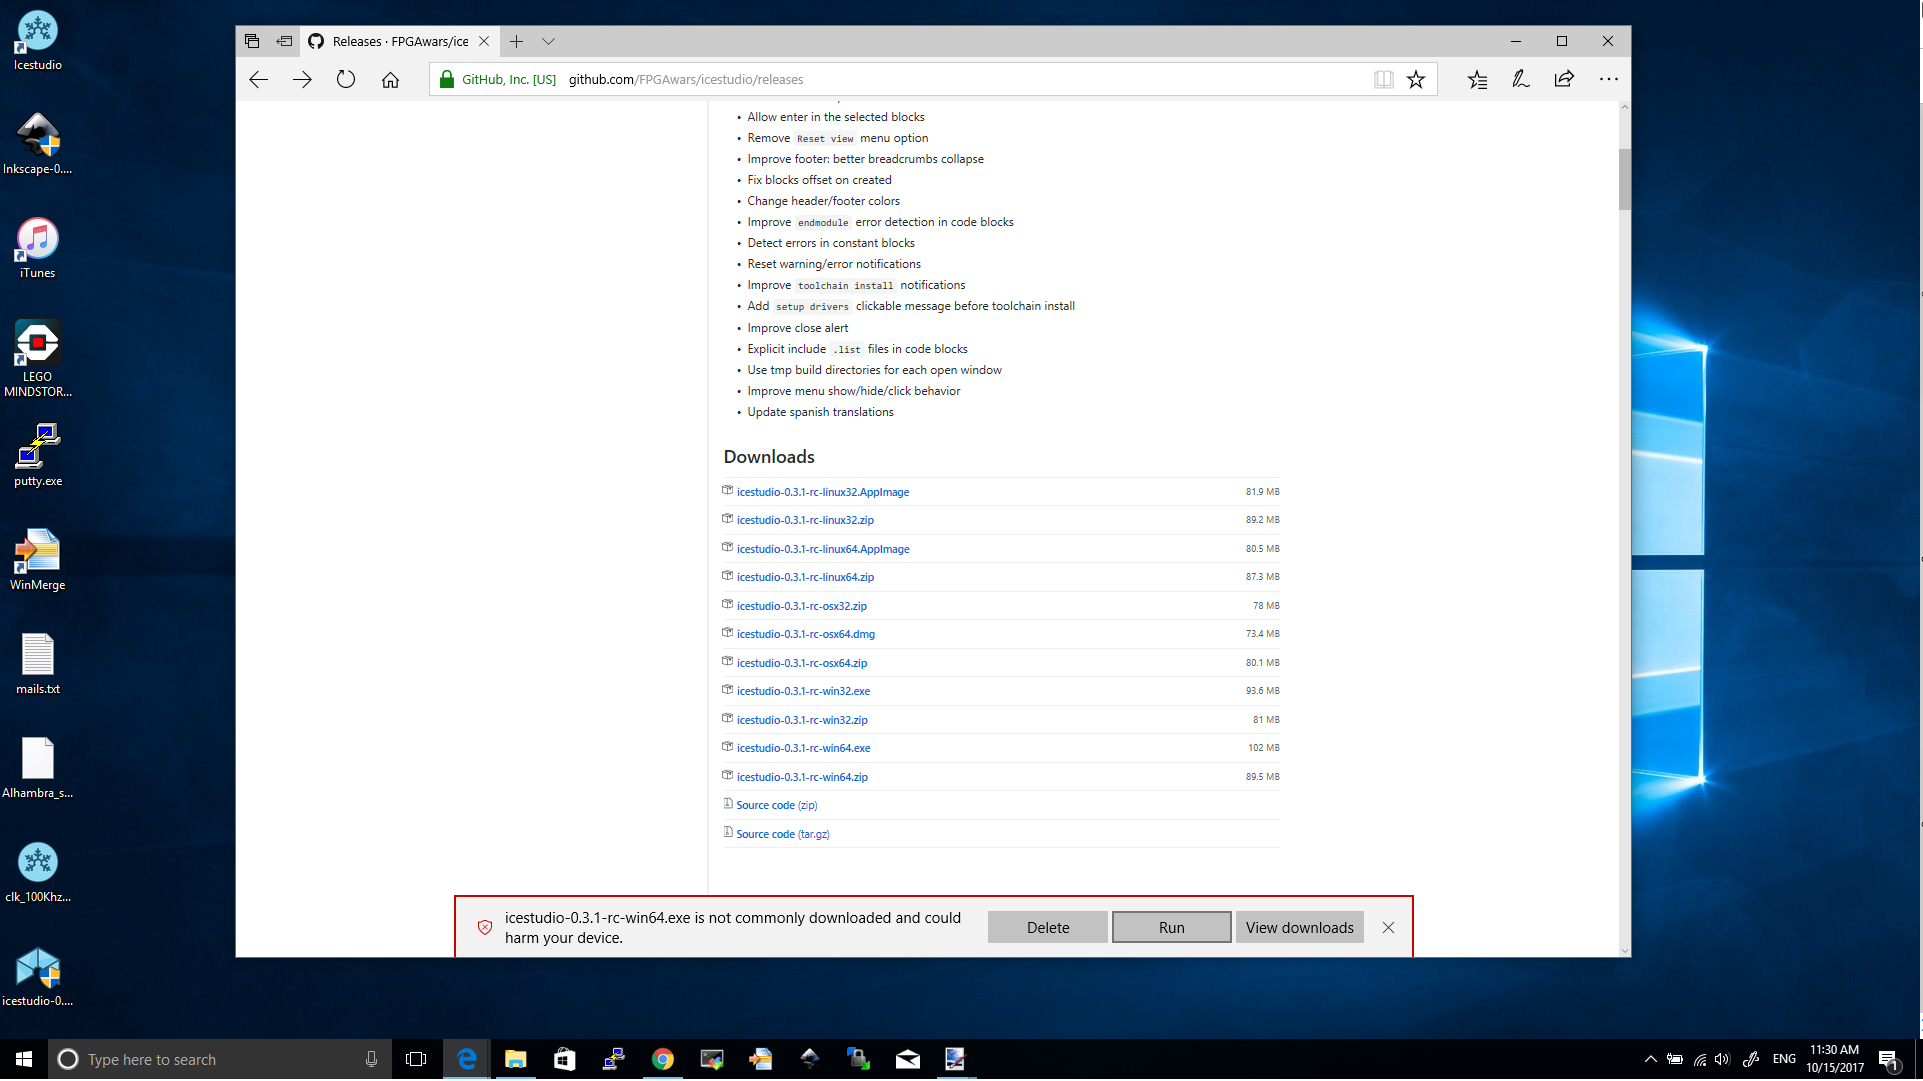 Icestudio
Inkscape-0....
iTunes
LEGO
MINDSTOR...
putty.exe
WinMerge
mails.txt
Alhambra_s...
clk_100Khz...
icestudio-0....
Releases · FPGAwars/ice
GitHub, Inc. [US] github.com/FPGAwars/icestudio/releases
Allow enter in the selected blocks
Remove Reset view menu option
Improve footer: better breadcrumbs collapse
Fix blocks offset on created
Change header/footer colors
Improve endmodule error detection in code blocks
Detect errors in constant blocks
Reset warning/error notifications
Improve toolchain install notifications
Add setup drivers clickable message before toolchain install
Improve close alert
Explicit include .list files in code blocks
Use tmp build directories for each open window
Improve menu show/hide/click behavior
Update spanish translations
Downloads
icestudio-0.3.1-rc-linux32.AppImage 81.9 MB
icestudio-0.3.1-rc-linux32.zip 89.2 MB
icestudio-0.3.1-rc-linux64.AppImage 80.5 MB
icestudio-0.3.1-rc-linux64.zip 87.3 MB
icestudio-0.3.1-rc-osx32.zip 78 MB
icestudio-0.3.1-rc-osx64.dmg 73.4 MB
icestudio-0.3.1-rc-osx64.zip 80.1 MB
icestudio-0.3.1-rc-win32.exe 93.6 MB
icestudio-0.3.1-rc-win32.zip 81 MB
icestudio-0.3.1-rc-win64.exe 102 MB
icestudio-0.3.1-rc-win64.zip 89.5 MB
Source code (zip)
Source code (tar.gz)
icestudio-0.3.1-rc-win64.exe is not commonly downloaded and could
harm your device.
Delete Run View downloads
Type here to search
ENG
11:30 AM
10/15/2017
1